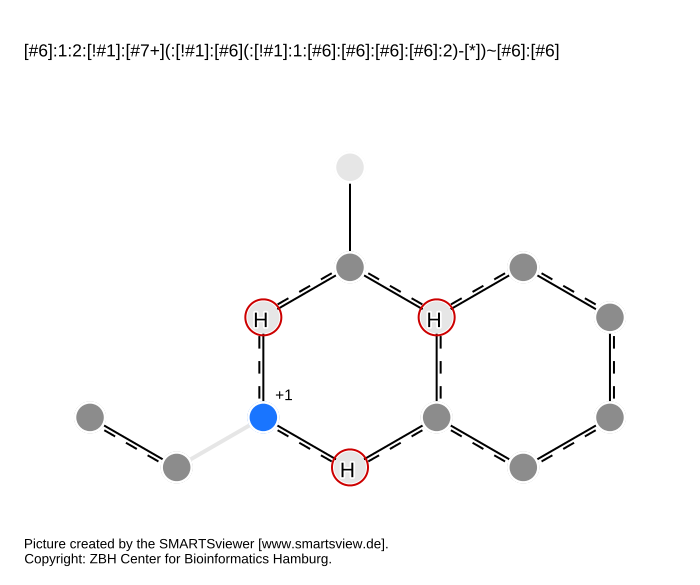 [#6]:1:2:[!#1]:[#7+](:[!#1]:[#6](:[!#1]:1:[#6]:[#6]:[#6]:[#6]:2)-[*])~[#6]:[#6]
H
H
+1
H
Picture created by the SMARTSviewer [www.smartsview.de].
Copyright: ZBH Center for Bioinformatics Hamburg.